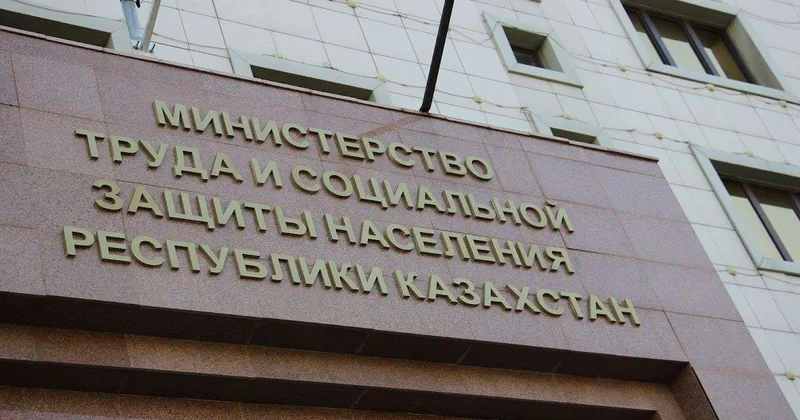 МИНИСТЕРСТВО
ТРУДА И СОЦИАЛЬНОЙ
ЗАЩИТЫ НАСЕЛЕНИЯ
РЕСПУБЛИКИ КАЗАХСТАН